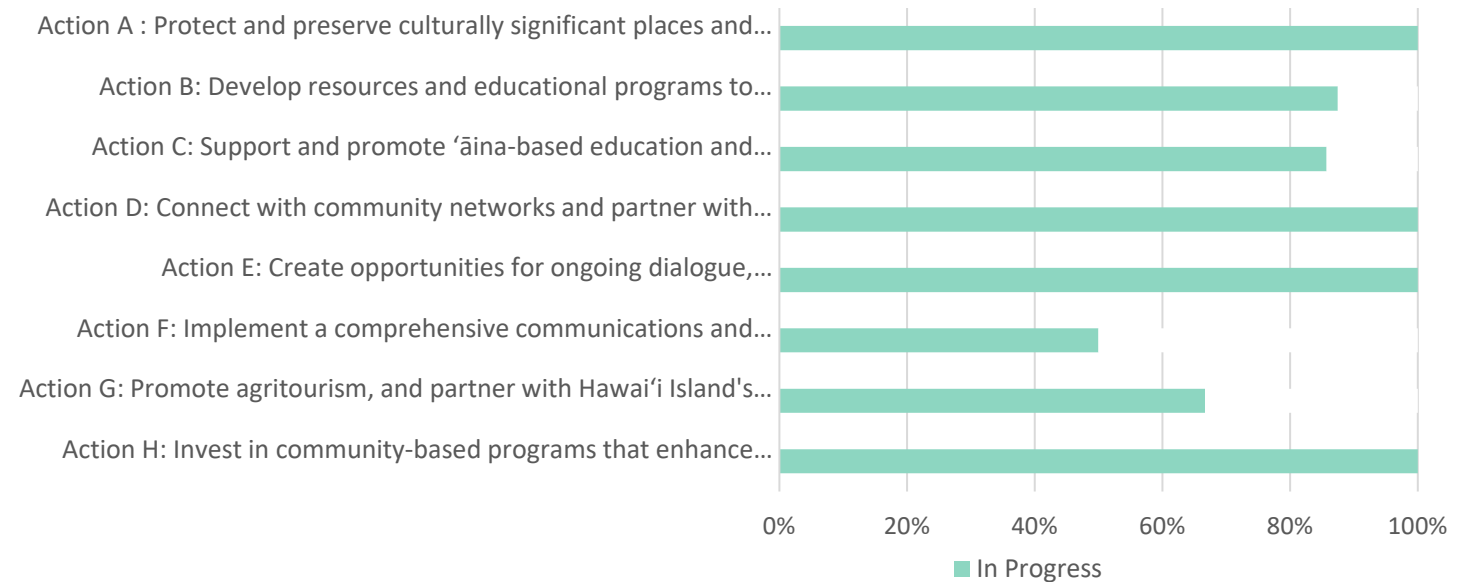 Action A : Protect and preserve culturally significant places and...
Action B: Develop resources and educational programs to...
Action C: Support and promote ʻāina-based education and...
Action D: Connect with community networks and partner with...
Action E: Create opportunities for ongoing dialogue,...
Action F: Implement a comprehensive communications and...
Action G: Promote agritourism, and partner with Hawaiʻi Island's...
Action H: Invest in community-based programs that enhance...
0% 20% 40% 60% 80% 100%
In Progress